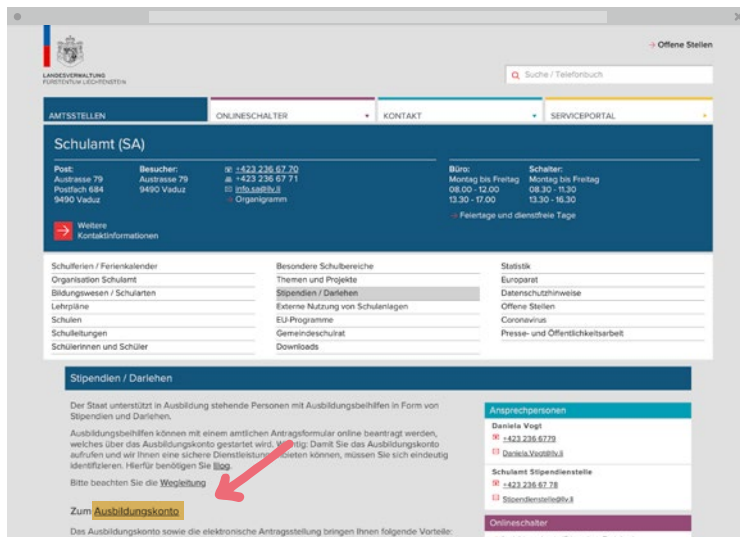 → Offene Stellen
LANDESVERWALTUNG
FÜRSTENTUM LIECHTENSTEIN
Suche / Telefonbuch
AMTSSTELLEN
ONLINESCHALTER
KONTAKT
SERVICEPORTAL
Schulamt (SA)
Post:
Austrasse 79
Postfach 684
9490 Vaduz
Besucher:
Austrasse 79
9490 Vaduz
+423 236 67 70
+423 236 67 71
info.sa@llv.li
→ Organigramm
Büro:
Montag bis Freitag
08.00 - 12.00
13.30 - 17.00
Schalter:
Montag bis Freitag
08.30 - 11.30
13.30 - 16.30
→ Feiertage und dienstfreie Tage
→ Weitere
Kontaktinformationen
Schulferien / Ferienkalender
Organisation Schulamt
Bildungswesen / Schularten
Lehrpläne
Schulen
Schulleitungen
Schülerinnen und Schüler
Besondere Schulbereiche
Themen und Projekte
Stipendien / Darlehen
Externe Nutzung von Schulanlagen
EU-Programme
Gemeindeschulrat
Downloads
Statistik
Europarat
Datenschutzhinweise
Offene Stellen
Coronavirus
Presse- und Öffentlichkeitsarbeit
Stipendien / Darlehen
Der Staat unterstützt in Ausbildung stehende Personen mit Ausbildungsbeihilfen in Form von
Stipendien und Darlehen.
Ausbildungsbeihilfen können mit einem amtlichen Antragsformular online beantragt werden,
welches über das Ausbildungskonto gestartet wird. Wichtig: Damit Sie das Ausbildungskonto
aufrufen und wir Ihnen eine sichere Dienstleistung anbieten können, müssen Sie sich eindeutig
identifizieren. Hierfür benötigen Sie lilog.
Bitte beachten Sie die Wegleitung
Zum Ausbildungskonto
Das Ausbildungskonto sowie die elektronische Antragsstellung bringen Ihnen folgende Vorteile:
Ansprechpersonen
Daniela Vogt
+423 236 6779
Daniela.Vogt@llv.li
Schulamt Stipendienstelle
+423 236 67 78
Stipendienstelle@llv.li
Onlineschalter